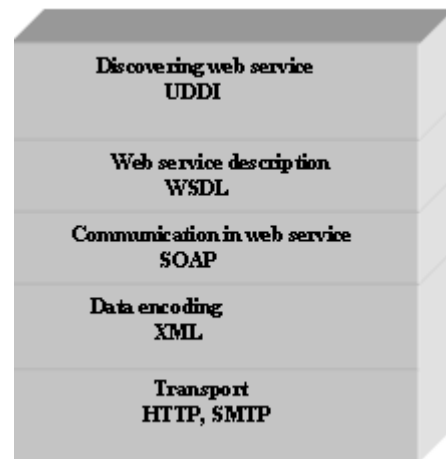 Discovering web service
UDDI
Web service description
WSDL
Communication in web service
SOAP
Data encoding
XML
Transport
HTTP, SMTP